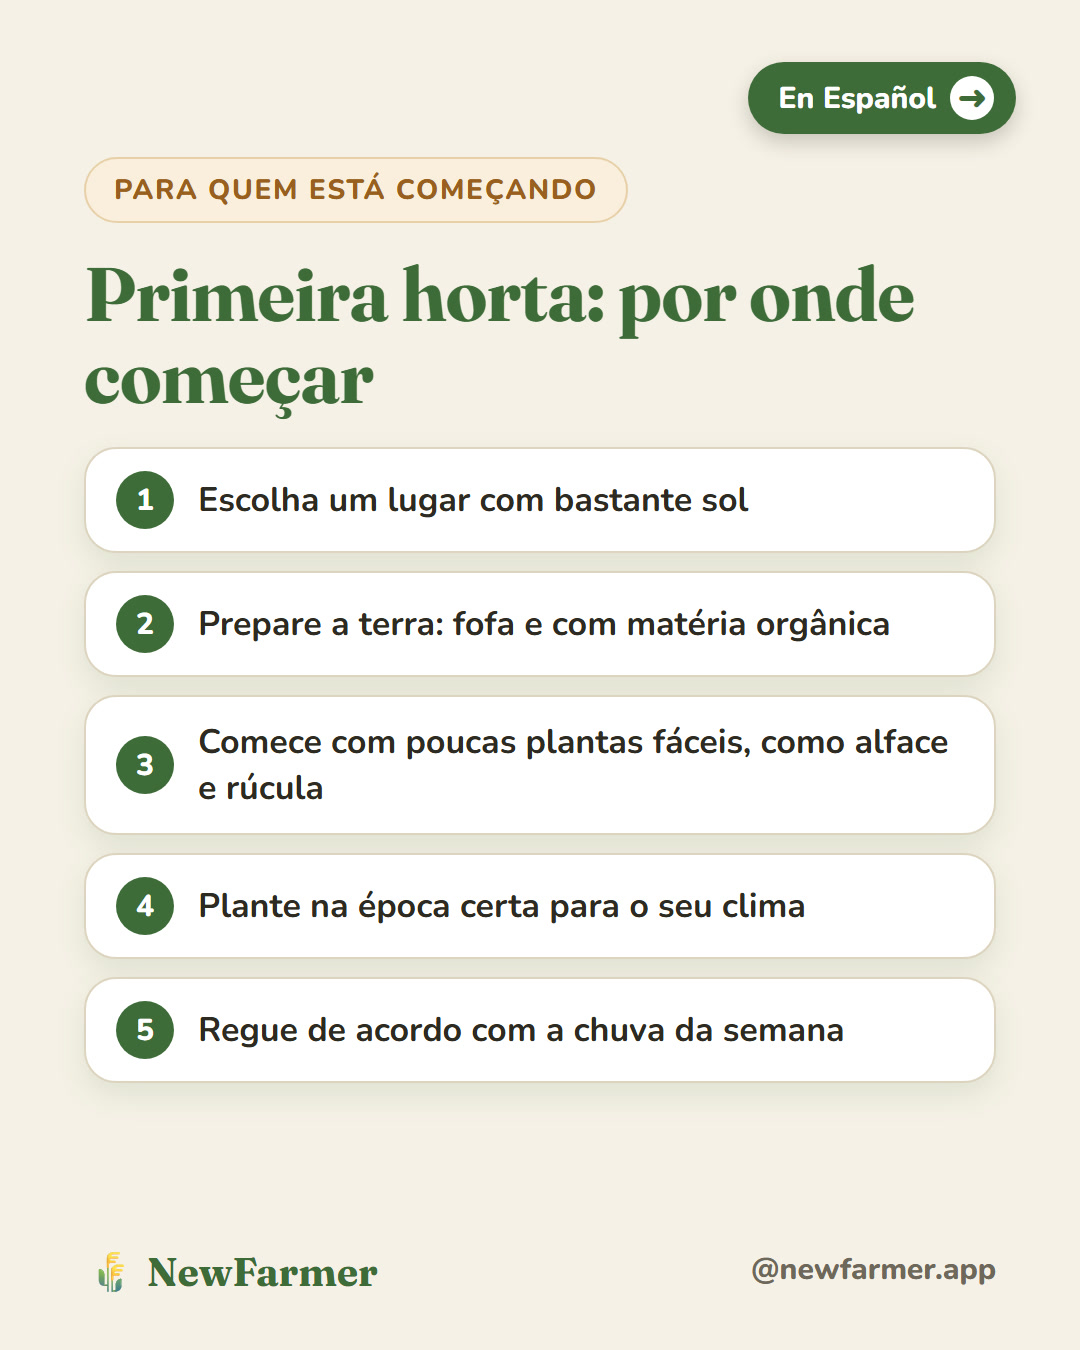 En Español
PARA QUEM ESTÁ COMEÇANDO
Primeira horta: por onde
começar
1 Escolha um lugar com bastante sol
2 Prepare a terra: fofa e com matéria orgânica
3 Comece com poucas plantas fáceis, como alface
e rúcula
4 Plante na época certa para o seu clima
5 Regue de acordo com a chuva da semana
NewFarmer
@newfarmer.app